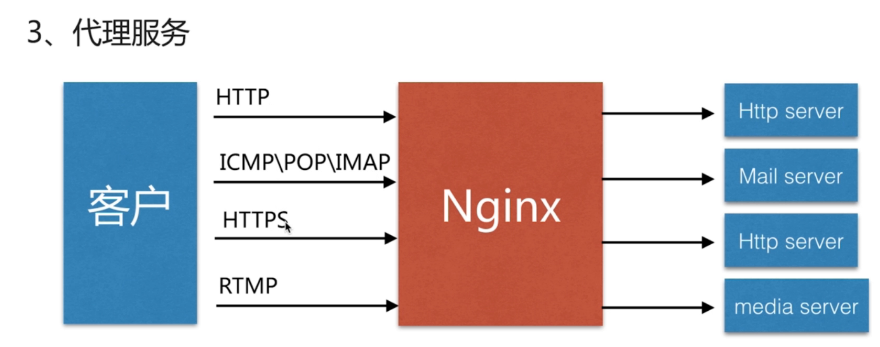 3、代理服务
客户
HTTP
ICMP\POP\IMAP
HTTPS
RTMP
Nginx
Http server
Mail server
Http server
media server